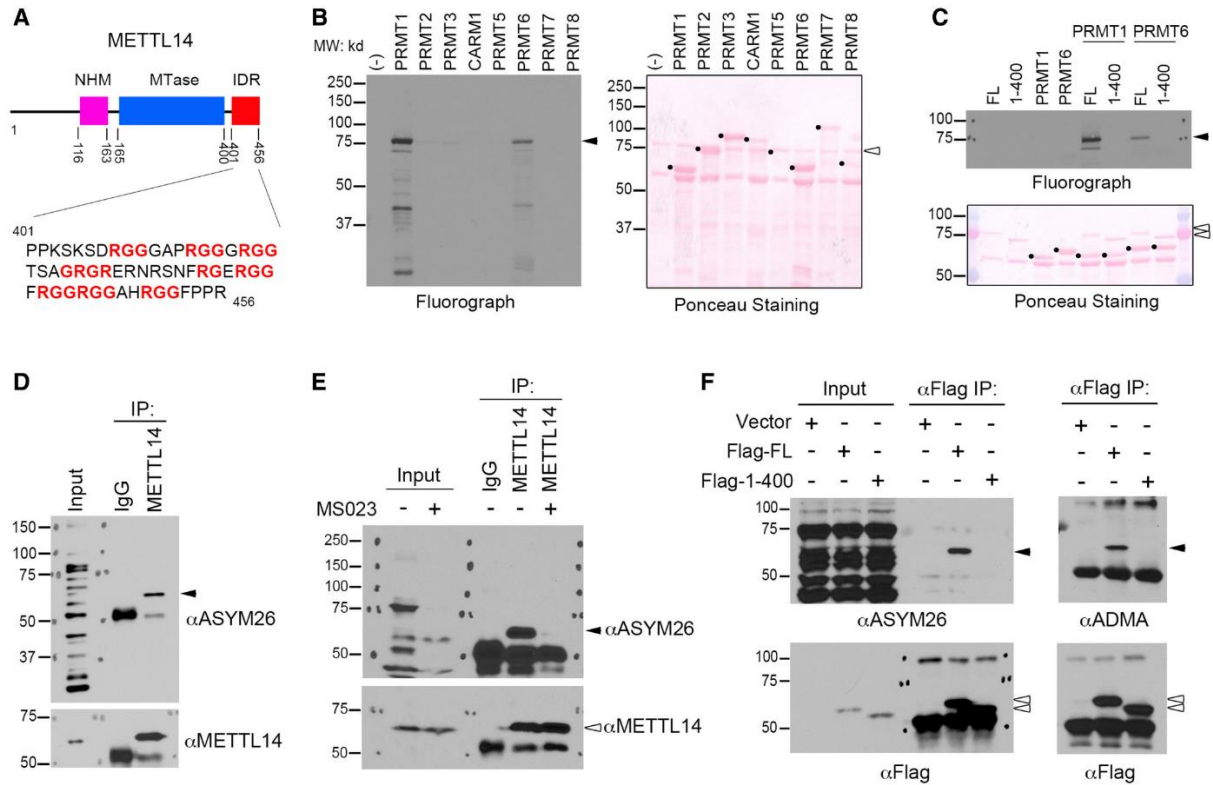 A
METTL14
NHM MTase IDR
1
116 163 165 400 401 456
401
PPKSKSDRGGGAPRGGGRGG
TSAGRGRERNRSNFRGERGG
FRGGRGGAHRGGFPPR
456
B
MW: kd
(-) PRMT1 PRMT2 PRMT3 CARM1 PRMT5 PRMT6 PRMT7 PRMT8
250
150
100
75
50
37
Fluorograph
(-) PRMT1 PRMT2 PRMT3 CARM1 PRMT5 PRMT6 PRMT7 PRMT8
250
150
100
75
50
37
Ponceau Staining
C
PRMT1 PRMT6
FL 1-400 PRMT1 PRMT6 FL 1-400 FL 1-400
100
75
Fluorograph
100
75
50
Ponceau Staining
D
IP:
Input IgG METTL14
150
100
75
50
37
αASYM26
75
50
αMETTL14
E
IP:
Input IgG METTL14 METTL14
MS023 - + - - +
250
150
100
75
50
αASYM26
75
50
αMETTL14
F
Input αFlag IP: αFlag IP:
Vector + - - + - - + - -
Flag-FL - + - - + - - + -
Flag-1-400 - - + - - + - - +
100
75
50
αASYM26
100
75
50
αADMA
100
75
50
αFlag
100
75
50
αFlag